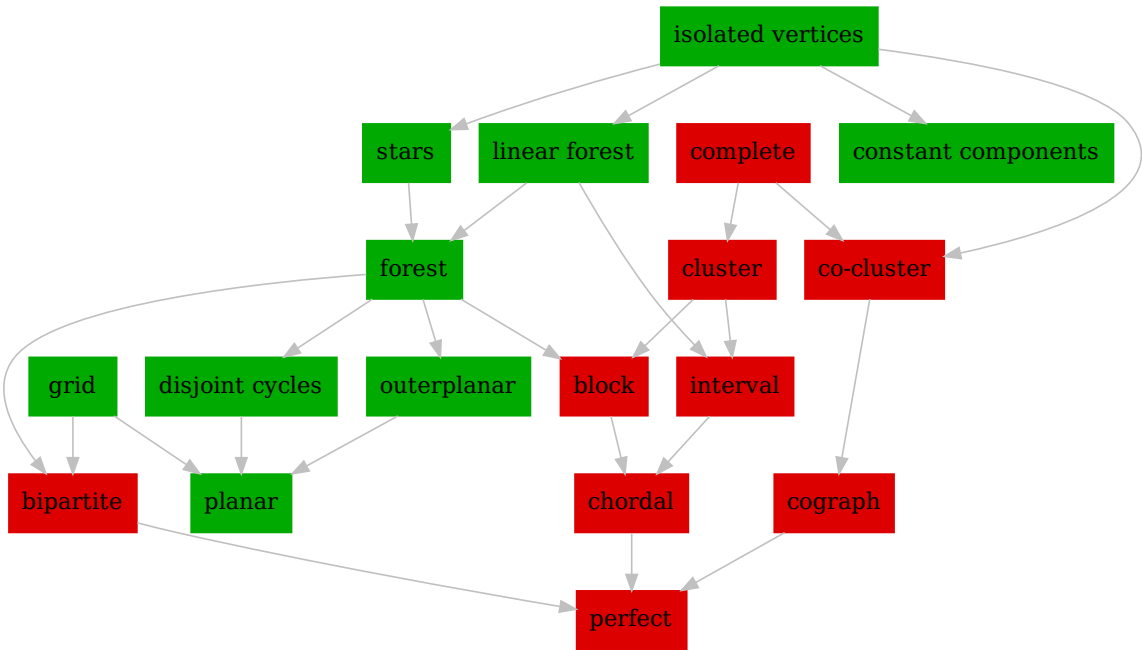 isolated vertices
stars
linear forest
complete
constant components
forest
cluster
co-cluster
grid
disjoint cycles
outerplanar
block
interval
bipartite
planar
chordal
cograph
perfect